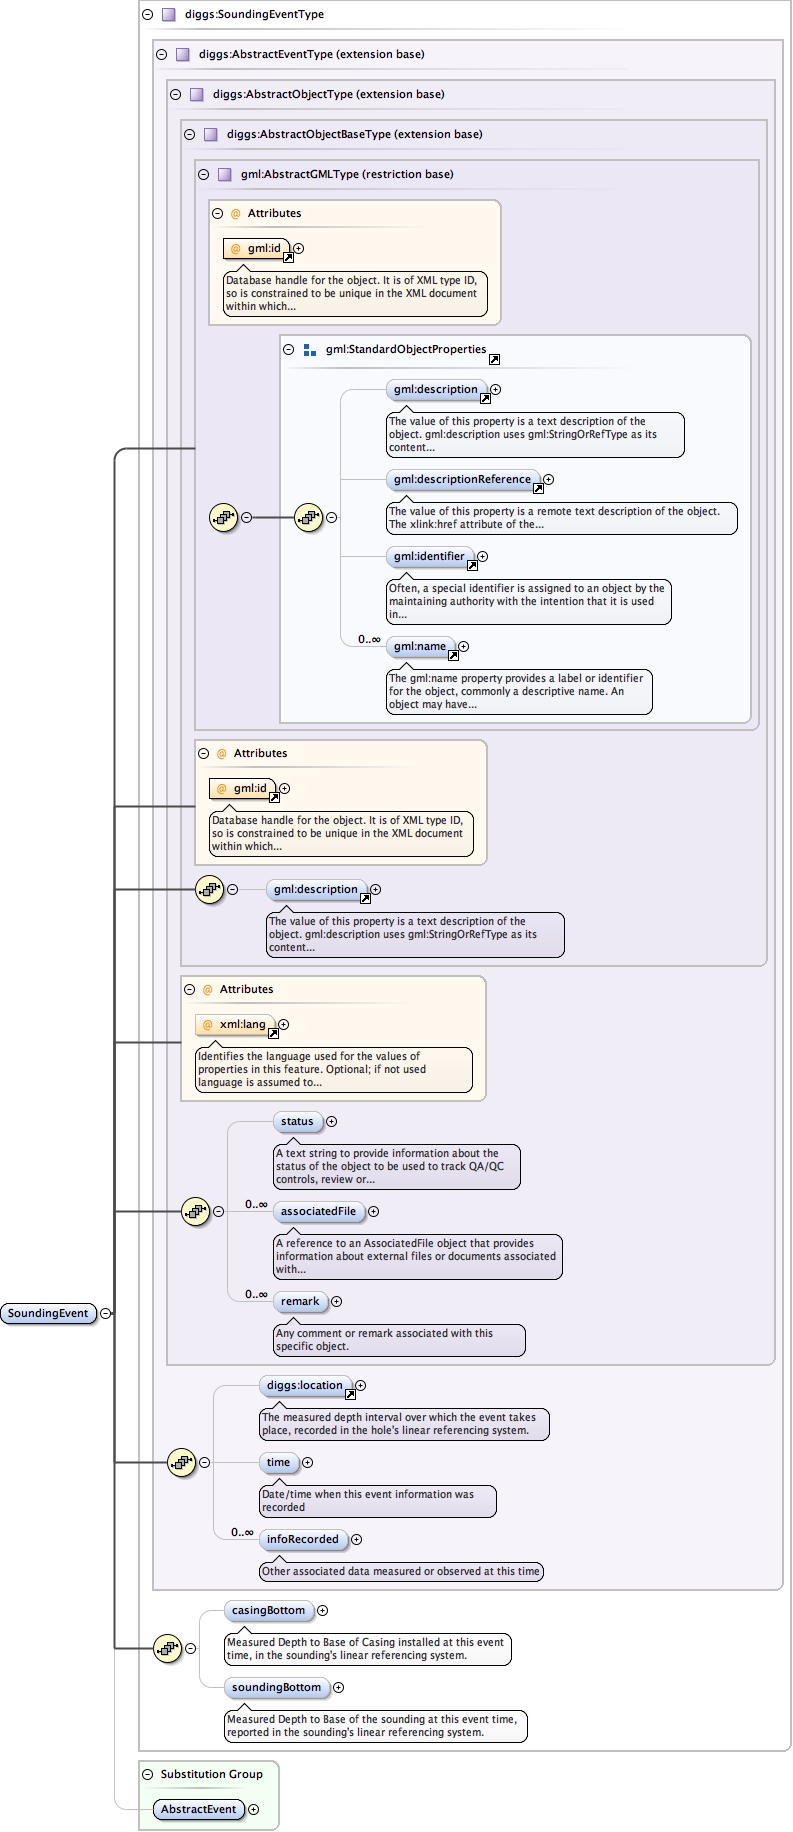 diggs:SoundingEventType
diggs:AbstractEventType (extension base)
diggs:AbstractObjectType (extension base)
diggs:AbstractObjectBaseType (extension base)
gml:AbstractGMLType (restriction base)
@ Attributes
@ gml:id
Database handle for the object. It is of XML type ID,
so is constrained to be unique in the XML document
within which...
gml:StandardObjectProperties
gml:description
The value of this property is a text description of the
object. gml:description uses gml:StringOrRefType as its
content...
gml:descriptionReference
The value of this property is a remote text description of the object.
The xlink:href attribute of the...
gml:identifier
Often, a special identifier is assigned to an object by the
maintaining authority with the intention that it is used
in...
0..∞
gml:name
The gml:name property provides a label or identifier
for the object, commonly a descriptive name. An
object may have...
@ Attributes
@ gml:id
Database handle for the object. It is of XML type ID,
so is constrained to be unique in the XML document
within which...
gml:description
The value of this property is a text description of the
object. gml:description uses gml:StringOrRefType as its
content...
@ Attributes
@ xml:lang
Identifies the language used for the values of
properties in this feature. Optional; if not used
language is assumed to...
status
A text string to provide information about the
status of the object to be used to track QA/QC
controls, review or...
0..∞
associatedFile
A reference to an AssociatedFile object that provides
information about external files or documents associated
with...
0..∞
remark
Any comment or remark associated with this
specific object.
SoundingEvent
diggs:location
The measured depth interval over which the event takes
place, recorded in the hole's linear referencing system.
time
Date/time when this event information was
recorded
0..∞
infoRecorded
Other associated data measured or observed at this time
casingBottom
Measured Depth to Base of Casing installed at this event
time, in the sounding's linear referencing system.
soundingBottom
Measured Depth to Base of the sounding at this event time,
reported in the sounding's linear referencing system.
Substitution Group
AbstractEvent